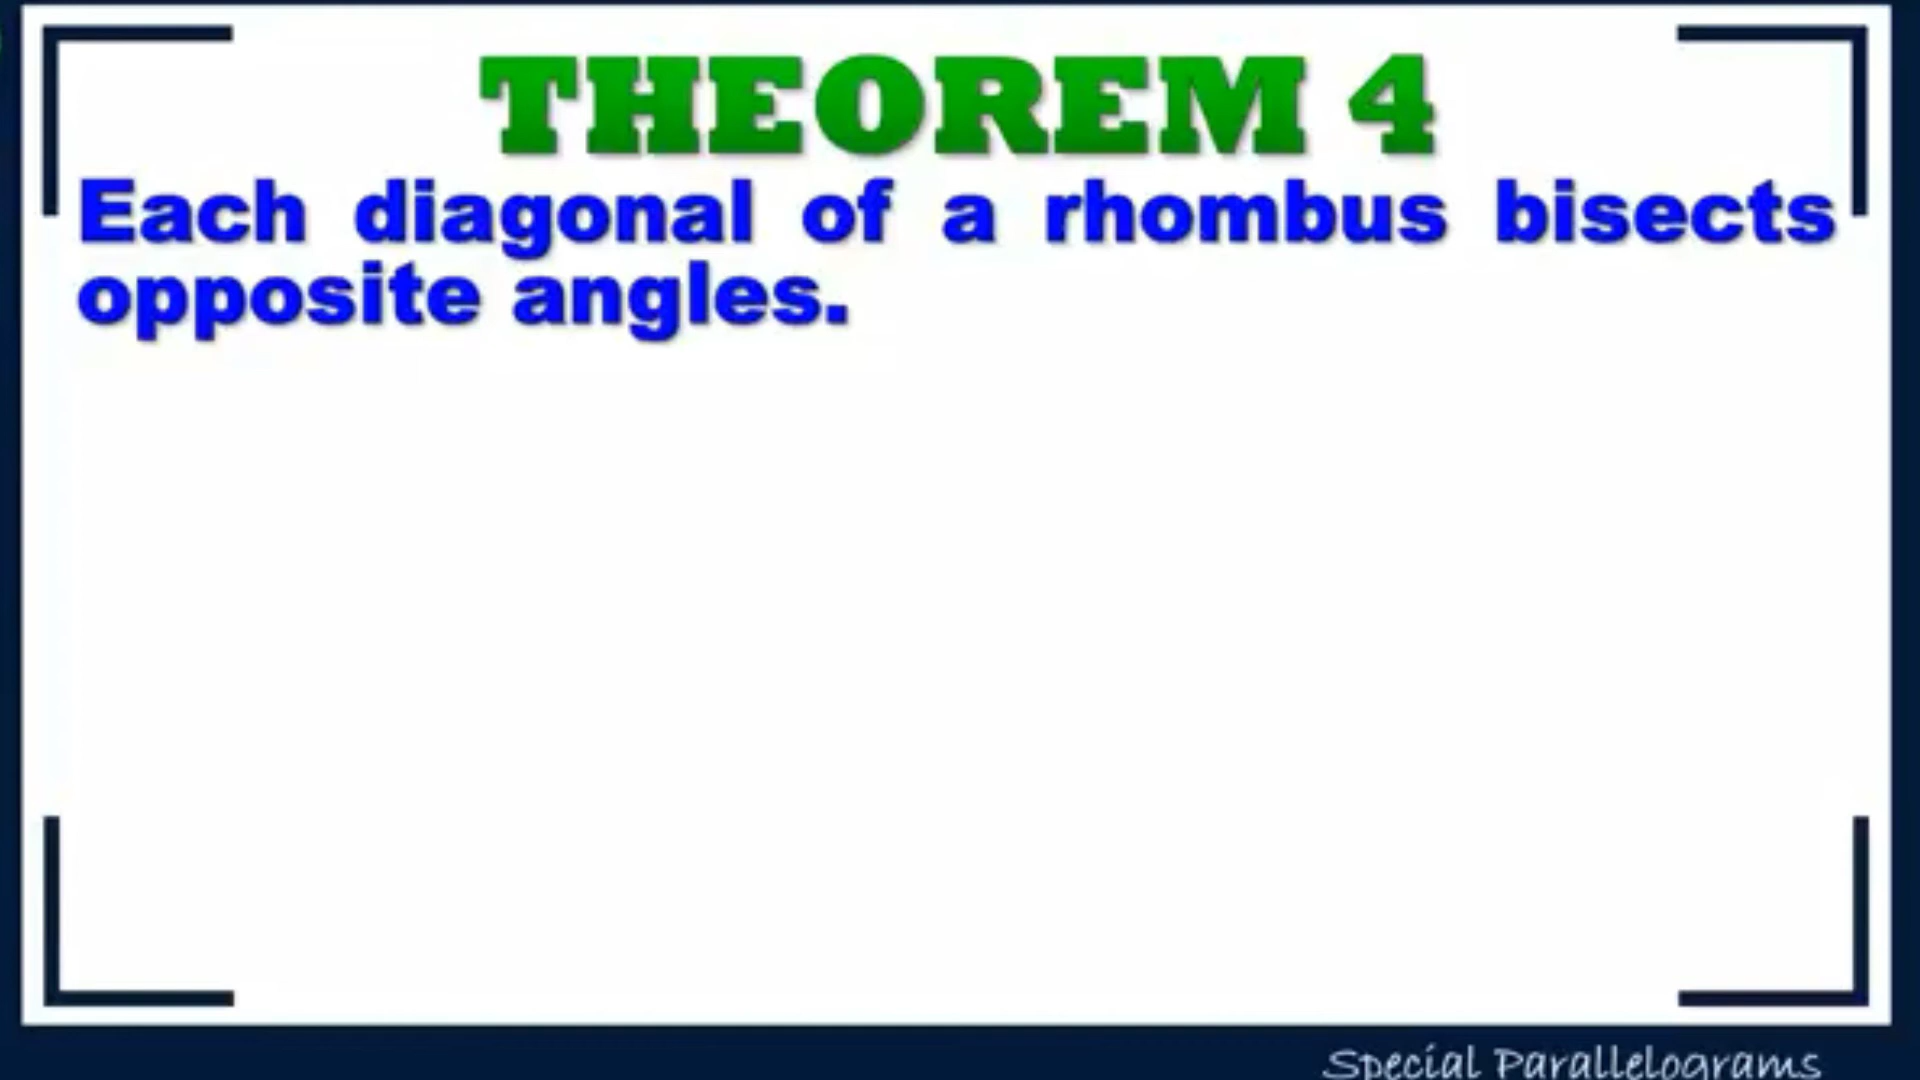 THEOREM 4
Each diagonal of a rhombus bisects
opposite angles.
Special Parallelograms